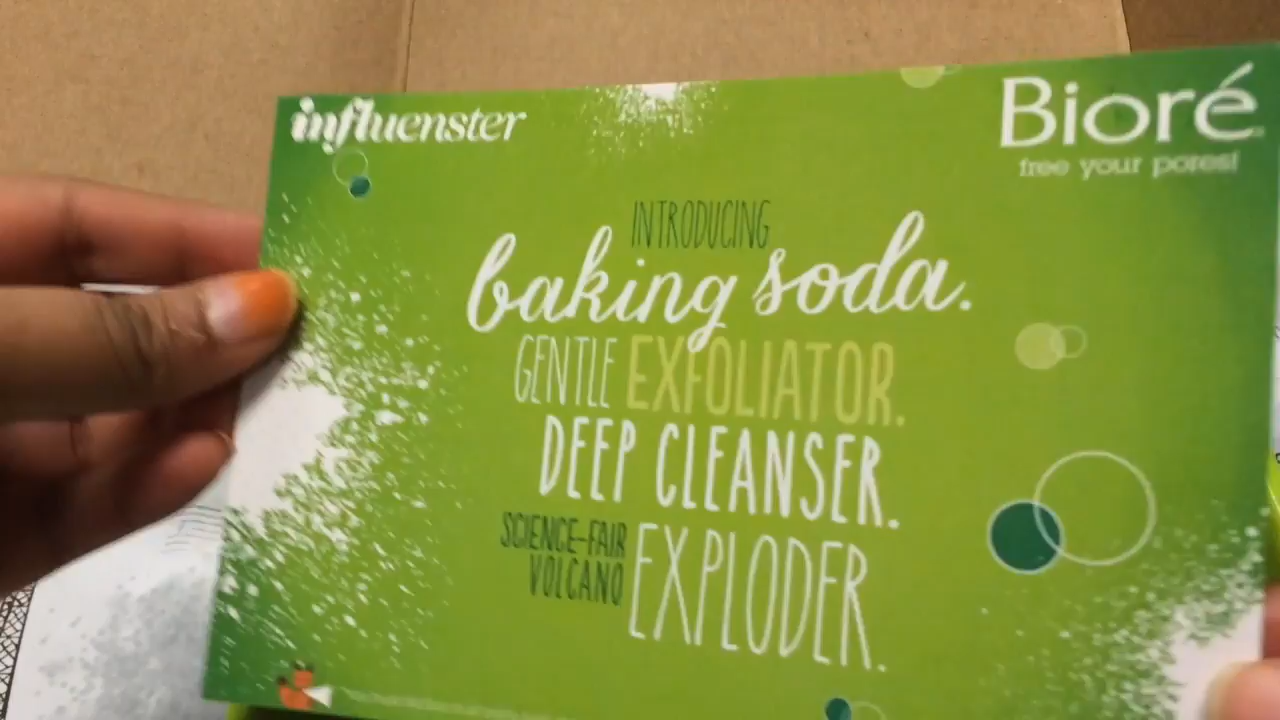 influenster
Bioré
free your pores!
INTRODUCING
baking soda.
GENTLE EXFOLIATOR.
DEEP CLEANSER.
SCIENCE-FAIR
VOLCANO EXPLODER.